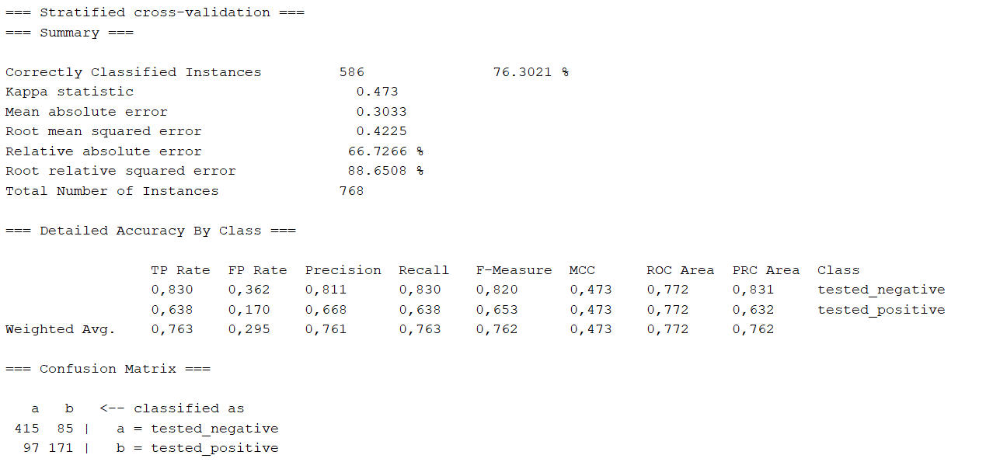 === Stratified cross-validation ===
=== Summary ===
Correctly Classified Instances 586 76.3021 %
Kappa statistic 0.473
Mean absolute error 0.3033
Root mean squared error 0.4225
Relative absolute error 66.7266 %
Root relative squared error 88.6508 %
Total Number of Instances 768
=== Detailed Accuracy By Class ===
TP Rate FP Rate Precision Recall F-Measure MCC ROC Area PRC Area Class
0,830 0,362 0,811 0,830 0,820 0,473 0,772 0,831 tested_negative
0,638 0,170 0,668 0,638 0,653 0,473 0,772 0,632 tested_positive
Weighted Avg. 0,763 0,295 0,761 0,763 0,762 0,473 0,772 0,762
=== Confusion Matrix ===
a b <-- classified as
415 85 | a = tested_negative
97 171 | b = tested_positive